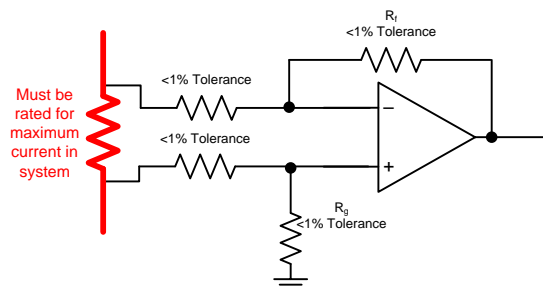 R_f
<1% Tolerance
<1% Tolerance
Must be
rated for
maximum
current in
system
<1% Tolerance
−
+
R_g
<1% Tolerance